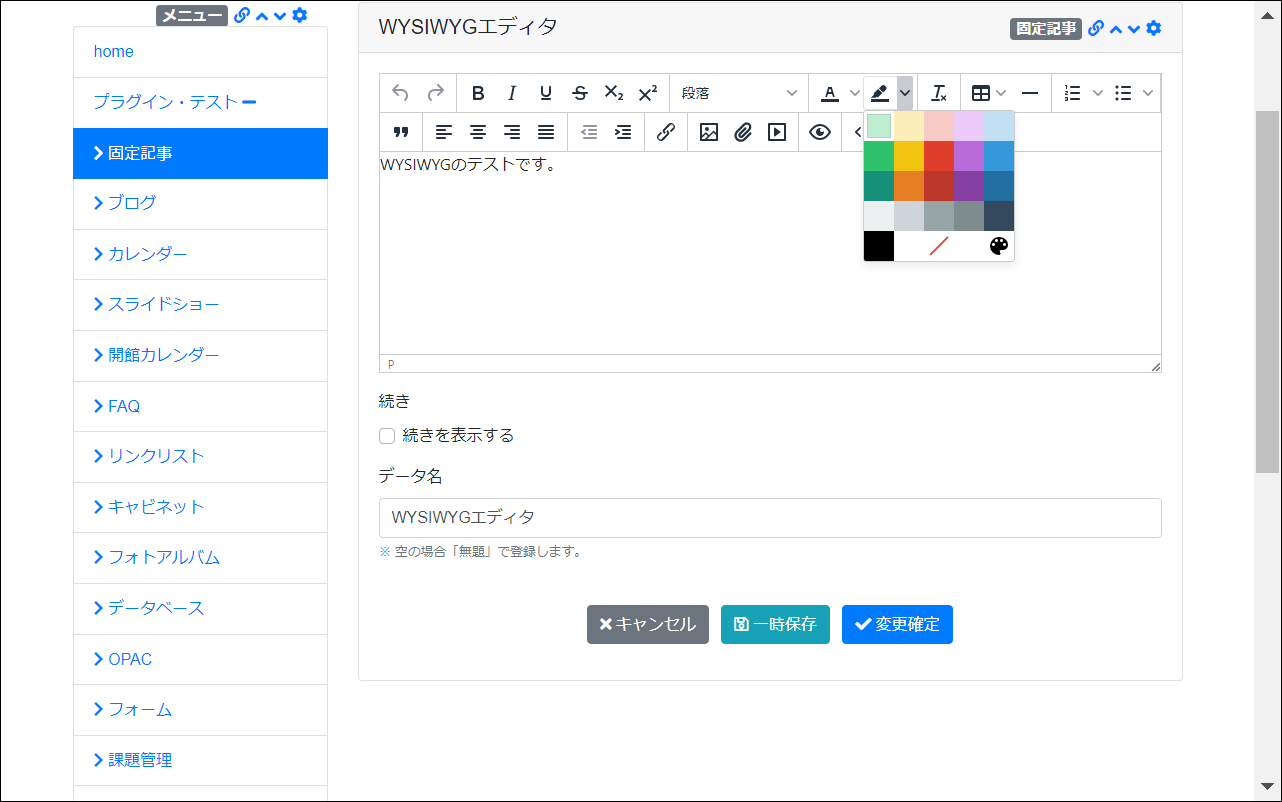 メニュー
home
プラグイン・テスト
固定記事
ブログ
カレンダー
スライドショー
開館カレンダー
FAQ
リンクリスト
キャビネット
フォトアルバム
データベース
OPAC
フォーム
課題管理
WYSIWYGエディタ
固定記事
B I U S X₂ X² 段落 A
WYSIWYGのテストです。
P
続き
続きを表示する
データ名
WYSIWYGエディタ
※ 空の場合「無題」で登録します。
キャンセル 一時保存 変更確定